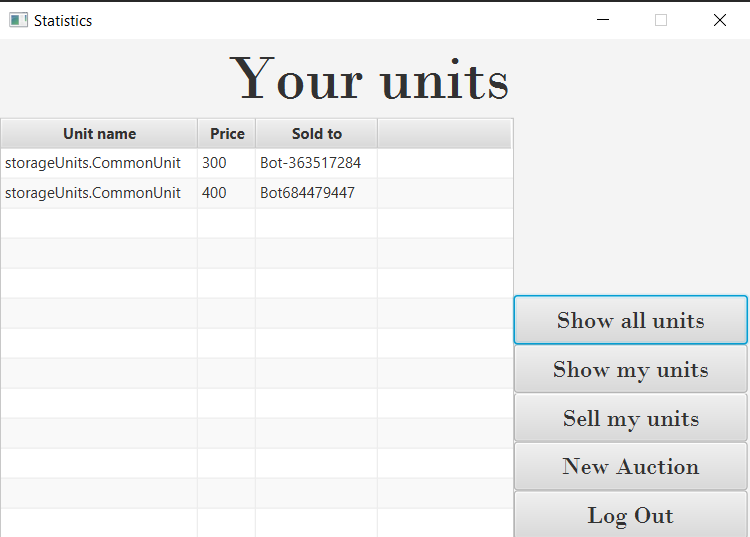 Statistics
Your units
Unit name Price Sold to
storageUnits.CommonUnit 300 Bot-363517284
storageUnits.CommonUnit 400 Bot684479447
Show all units
Show my units
Sell my units
New Auction
Log Out